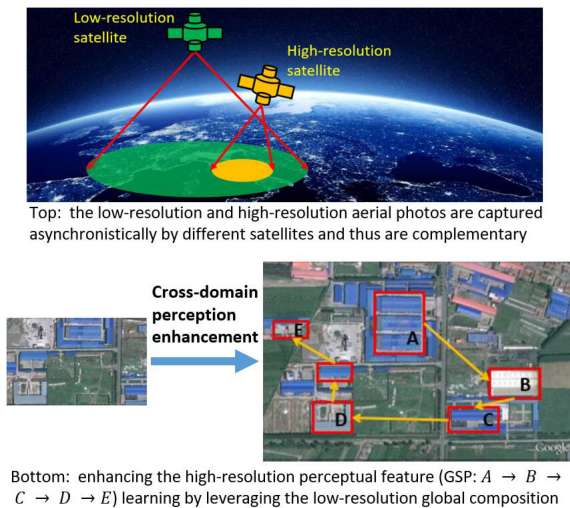 Low-resolution
satellite
High-resolution
satellite
Top: the low-resolution and high-resolution aerial photos are captured
asynchronistically by different satellites and thus are complementary
Cross-domain
perception
enhancement
E
A
B
D
C
Google
Bottom: enhancing the high-resolution perceptual feature (GSP: A → B →
C → D → E) learning by leveraging the low-resolution global composition